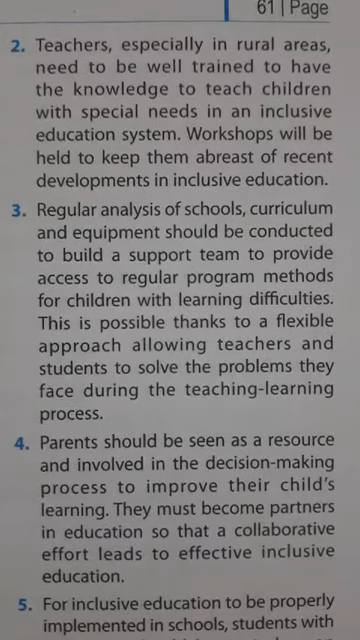 61 | Page
2. Teachers, especially in rural areas,
need to be well trained to have
the knowledge to teach children
with special needs in an inclusive
education system. Workshops will be
held to keep them abreast of recent
developments in inclusive education.
3. Regular analysis of schools, curriculum
and equipment should be conducted
to build a support team to provide
access to regular program methods
for children with learning difficulties.
This is possible thanks to a flexible
approach allowing teachers and
students to solve the problems they
face during the teaching-learning
process.
4. Parents should be seen as a resource
and involved in the decision-making
process to improve their child's
learning. They must become partners
in education so that a collaborative
effort leads to effective inclusive
education.
5. For inclusive education to be properly
implemented in schools, students with